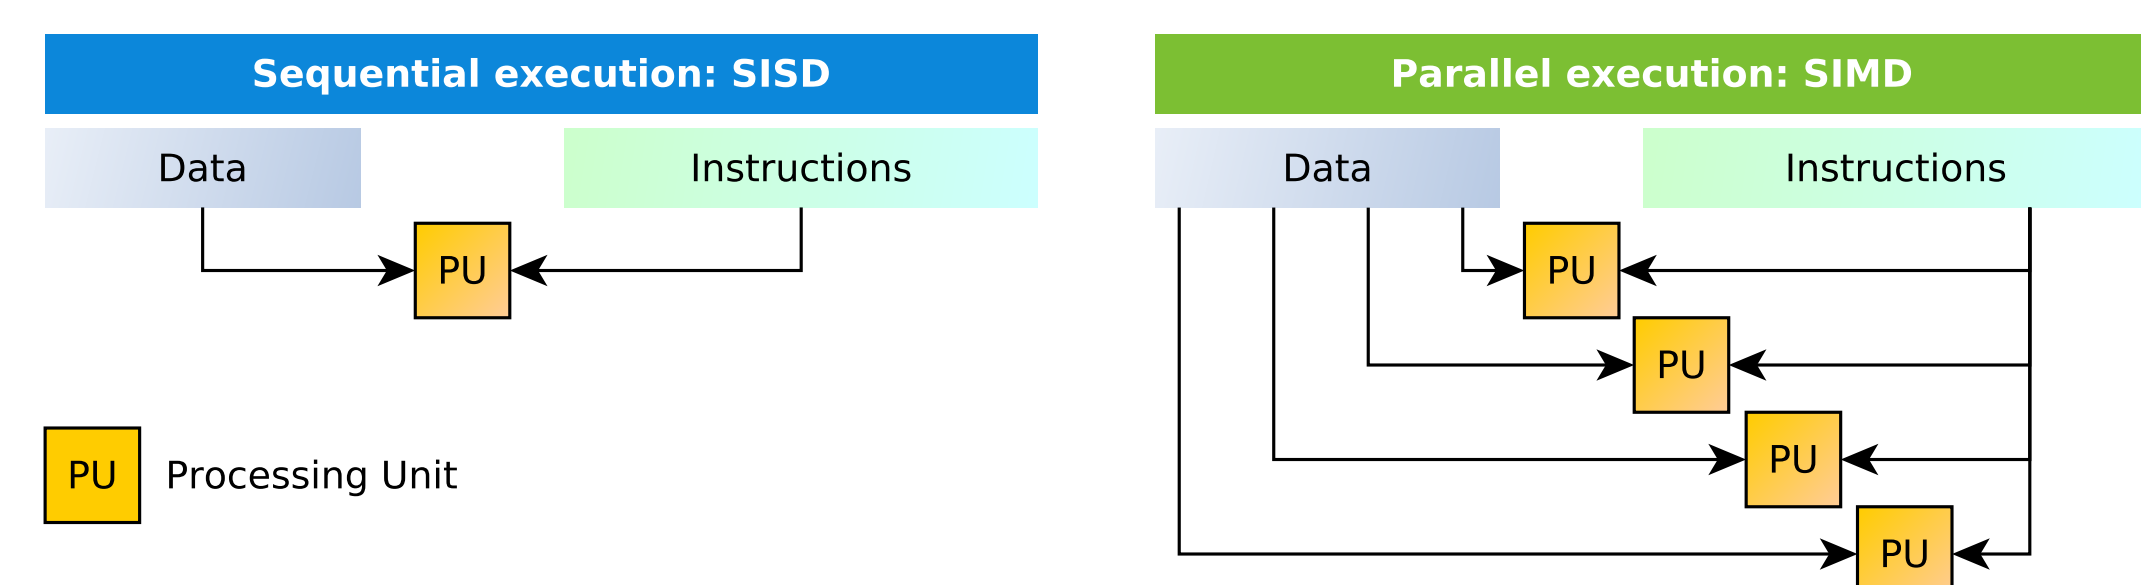 Sequential execution: SISD
Data
Instructions
PU
PU Processing Unit
Parallel execution: SIMD
Data
Instructions
PU
PU
PU
PU